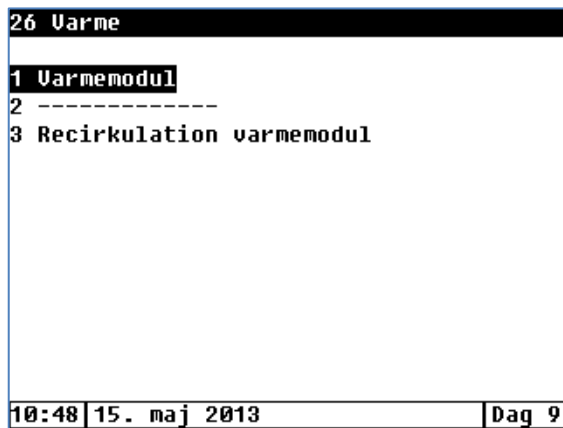 26 Varme
1 Varmemodul
2 -------------
3 Recirkulation varmemodul
10:48 15. maj 2013 Dag 9